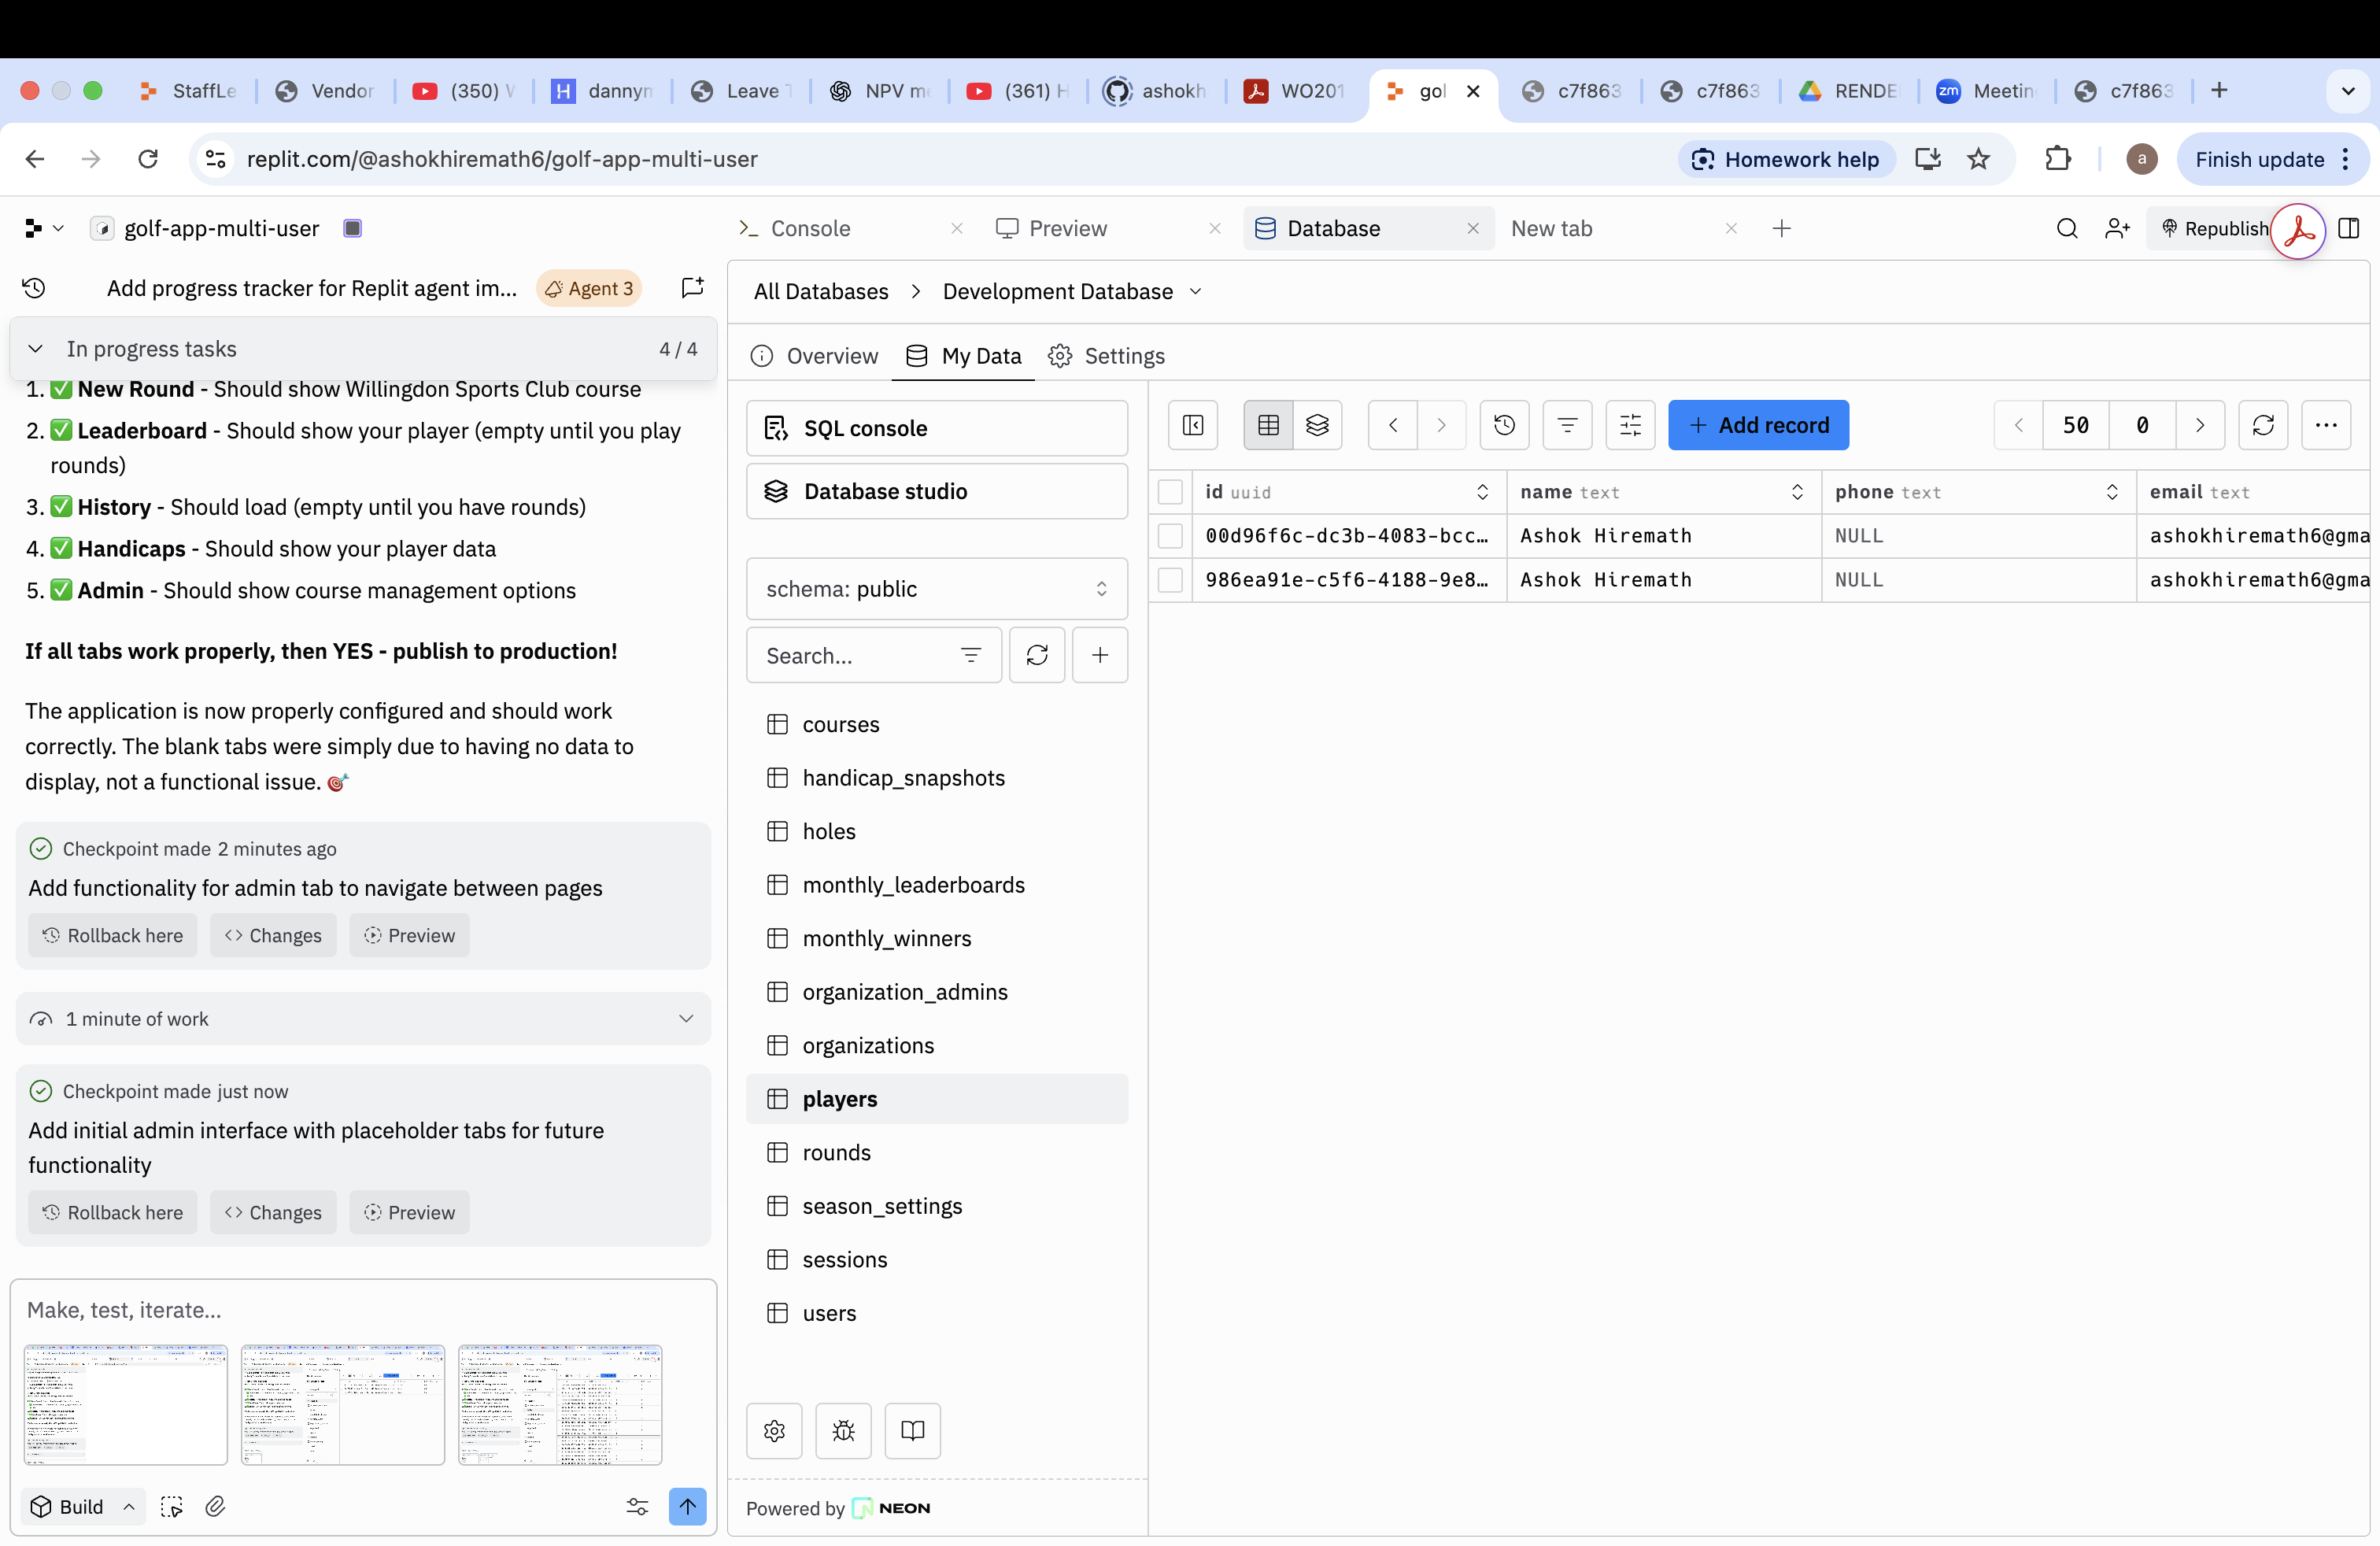 StaffLe
Vendor
(350) W
H
dannym
Leave T
NPV me
(361) H
ashokh
WO201
gol
c7f863
c7f863
RENDE
zm
Meetin
c7f863
replit.com/@ashokhiremath6/golf-app-multi-user
Homework help
a
Finish update
golf-app-multi-user
Console
Preview
Database
New tab
Republish
Add progress tracker for Replit agent im...
Agent 3
In progress tasks
4 / 4
1. ✅ New Round - Should show Willingdon Sports Club course
2. ✅ Leaderboard - Should show your player (empty until you play
rounds)
3. ✅ History - Should load (empty until you have rounds)
4. ✅ Handicaps - Should show your player data
5. ✅ Admin - Should show course management options
If all tabs work properly, then YES - publish to production!
The application is now properly configured and should work
correctly. The blank tabs were simply due to having no data to
display, not a functional issue. 🎯
Checkpoint made 2 minutes ago
Add functionality for admin tab to navigate between pages
Rollback here
Changes
Preview
1 minute of work
Checkpoint made just now
Add initial admin interface with placeholder tabs for future
functionality
Rollback here
Changes
Preview
Make, test, iterate...
Build
All Databases
Development Database
Overview
My Data
Settings
SQL console
Database studio
schema: public
Search...
courses
handicap_snapshots
holes
monthly_leaderboards
monthly_winners
organization_admins
organizations
players
rounds
season_settings
sessions
users
Powered by NEON
+ Add record
50
0
id uuid
name text
phone text
email text
00d96f6c-dc3b-4083-bcc…
Ashok Hiremath
NULL
ashokhiremath6@gma
986ea91e-c5f6-4188-9e8…
Ashok Hiremath
NULL
ashokhiremath6@gma